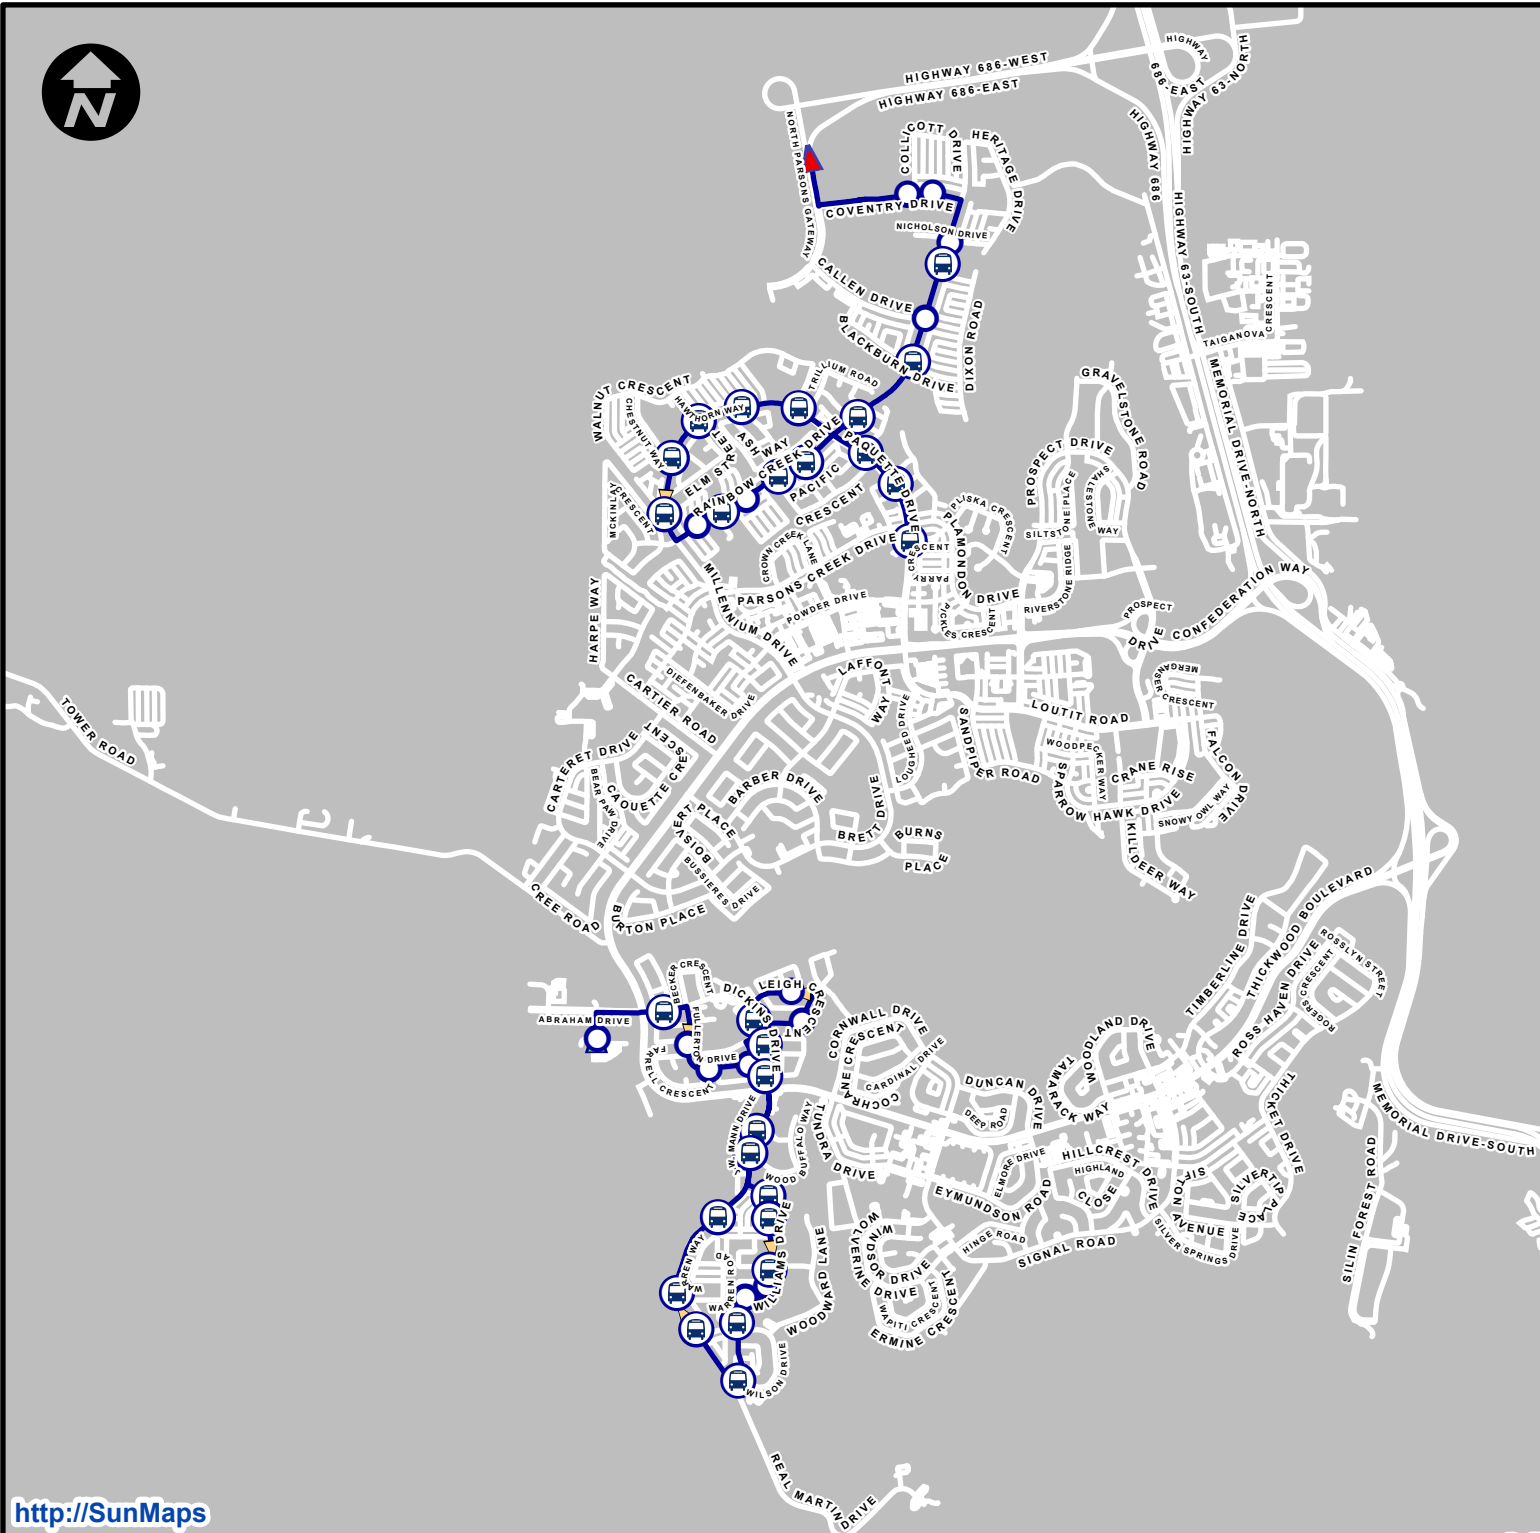 N
HIGHWAY 686-WEST
HIGHWAY 686-EAST
HIGHWAY
686-EAST
HIGHWAY 63-NORTH
HIGHWAY 686
HIGHWAY 63-SOUTH
NORTH PARSONS GATEWAY
COLLICOTT DRIVE
HERITAGE DRIVE
COVENTRY DRIVE
NICHOLSON DRIVE
CALLEN DRIVE
BLACKBURN DRIVE
DIXON ROAD
TAIGANOVA
CRESCENT
MEMORIAL DRIVE-NORTH
GRAVELSTONE ROAD
TRILLIUM ROAD
WALNUT CRESCENT
CHESTNUT WAY
HAWTHORN WAY
ASH WAY
ELM STREET
RAINBOW CREEK DRIVE
PAQUETTE DRIVE
PACIFIC
CRESCENT
MCKINLAY
CRESCENT
PROSPECT DRIVE
SHALESTONE WAY
SILTSTONE PLACE
RIVERSTONE RIDGE
PLISKA CRESCENT
PLAMONDON DRIVE
CROWN CREEK LANE
PARSONS CREEK DRIVE
PARRY CRESCENT
PICKLES CRESCENT
MILLENNIUM DRIVE
POWDER DRIVE
HARPE WAY
CONFEDERATION WAY
PROSPECT
DRIVE
LAFFONT
WAY
DIEFENBAKER DRIVE
CARTIER ROAD
LOUGHEED DRIVE
SANDPIPER ROAD
LOUTIT ROAD
MERGANSER CRESCENT
WOODPECKER WAY
CRANE RISE
FALCON DRIVE
SPARROW HAWK DRIVE
SNOWY OWL WAY
KILLDEER WAY
TOWER ROAD
CARTERET DRIVE
CAOUETTE CRESCENT
BEAR PAW DRIVE
BARBER DRIVE
BOISVERT PLACE
BUSSIERES DRIVE
BRETT DRIVE
BURNS
PLACE
CREE ROAD
BURTON PLACE
BECKER CRESCENT
LEIGH CRESCENT
DICKINS DRIVE
ABRAHAM DRIVE
FULLERTON DRIVE
FARRELL CRESCENT
CORNWALL DRIVE
COCHRANE CRESCENT
CARDINAL DRIVE
TIMBERLINE DRIVE
THICKWOOD BOULEVARD
ROSS HAVEN DRIVE
ROSSLYN STREET
ROGERS CRESCENT
WOODLAND DRIVE
TAMARACK WAY
DUNCAN DRIVE
DEEP ROAD
TUNDRA DRIVE
W. MANN DRIVE
WOOD BUFFALO WAY
HILLCREST DRIVE
HIGHLAND
CLOSE
ELMORE DRIVE
EYMUNDSON ROAD
SIFTON
AVENUE
SILVERTIP
PLACE
SILVER SPRINGS DRIVE
THICKET DRIVE
MEMORIAL DRIVE-SOUTH
SILIN FOREST ROAD
HINGE ROAD
SIGNAL ROAD
WOLVERINE DRIVE
WINDSOR DRIVE
WAPITI CRESCENT
ERMINE CRESCENT
WARREN WAY
WARREN ROAD
WILLIAMS DRIVE
WOODWARD LANE
WILSON DRIVE
REAL MARTIN
DRIVE
http://SunMaps